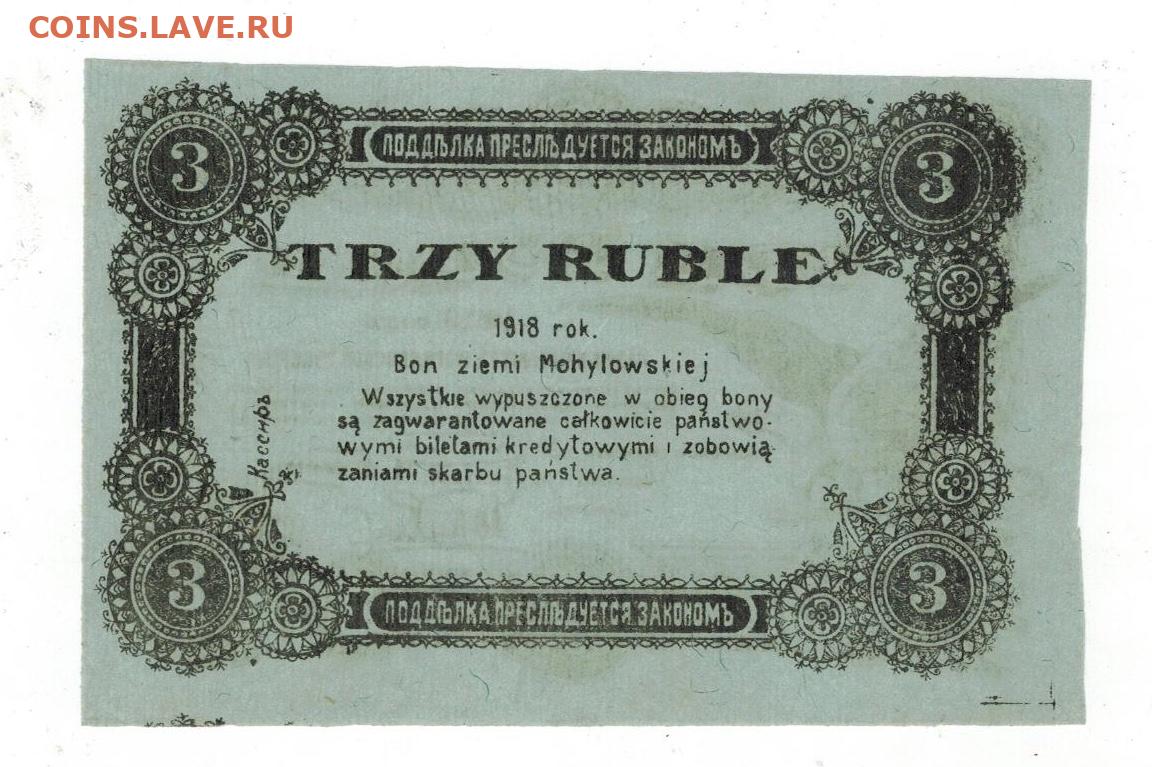 COINS.LAVE.RU
ПОДДѢЛКА ПРЕСЛѢДУЕТСЯ ЗАКОНОМЪ
3
3
TRZY RUBLE
1918 rok.
Bon ziemi Mohylowskiej
Wszystkie wypuszczone w obieg bony
są zagwarantowane całkowicie państwo-
wymi biletami kredytowymi i zobowią-
zaniami skarbu państwa.
Кассиръ
3
3
ПОДДѢЛКА ПРЕСЛѢДУЕТСЯ ЗАКОНОМЪ